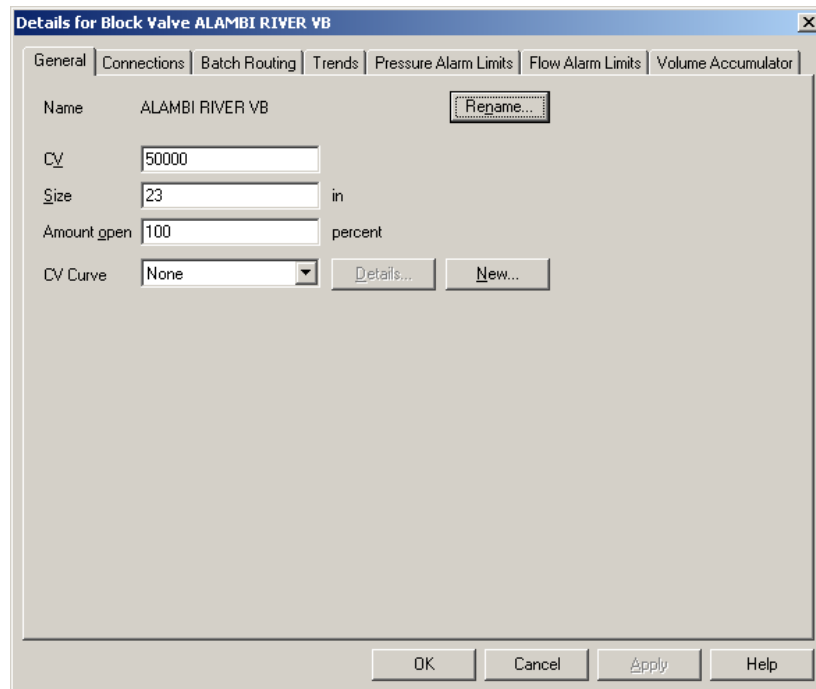 Details for Block Valve ALAMBI RIVER VB
General Connections Batch Routing Trends Pressure Alarm Limits Flow Alarm Limits Volume Accumulator
Name ALAMBI RIVER VB Rename...
CV 50000
Size 23 in
Amount open 100 percent
CV Curve None Details... New...
OK Cancel Apply Help